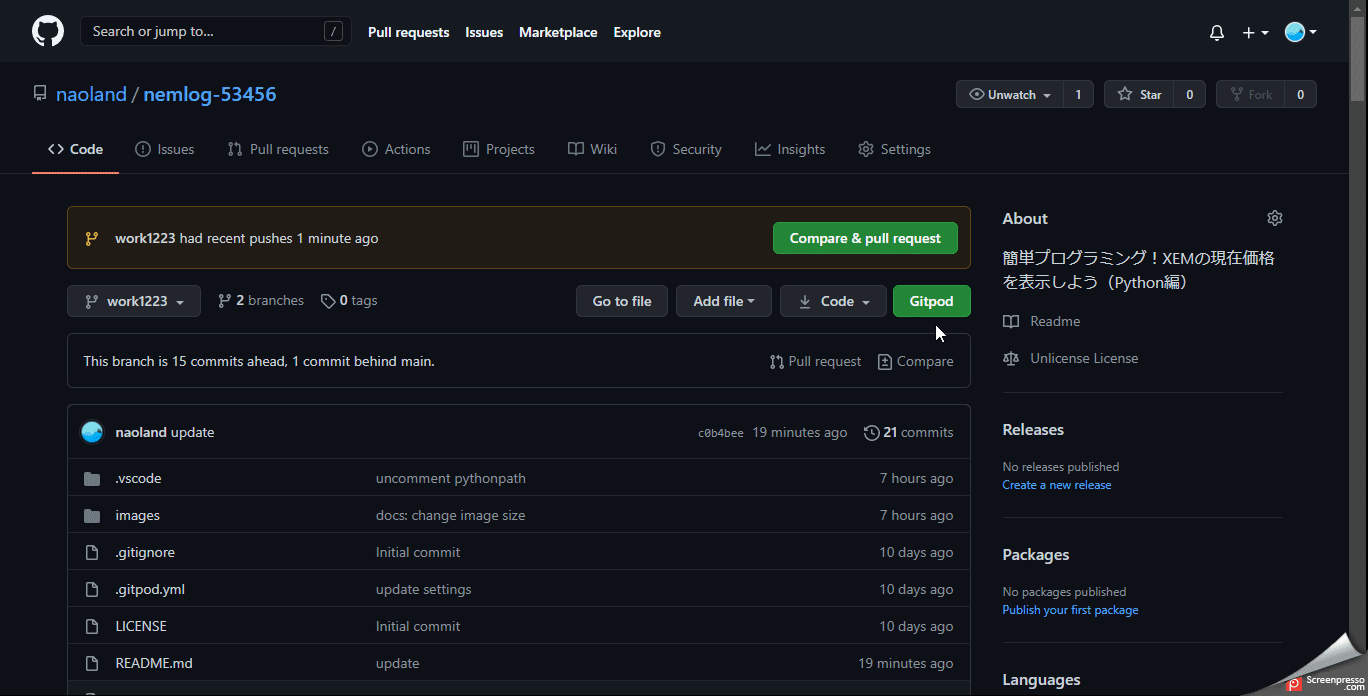 Search or jump to... /
Pull requests Issues Marketplace Explore
naoland / nemlog-53456
Unwatch 1 Star 0 Fork 0
Code Issues Pull requests Actions Projects Wiki Security Insights Settings
work1223 had recent pushes 1 minute ago
Compare & pull request
work1223 2 branches 0 tags
Go to file Add file Code Gitpod
This branch is 15 commits ahead, 1 commit behind main.
Pull request Compare
naoland update c0b4bee 19 minutes ago 21 commits
.vscode uncomment pythonpath 7 hours ago
images docs: change image size 7 hours ago
.gitignore Initial commit 10 days ago
.gitpod.yml update settings 10 days ago
LICENSE Initial commit 10 days ago
README.md update 19 minutes ago
About
簡単プログラミング！XEMの現在価格
を表示しよう（Python編）
Readme
Unlicense License
Releases
No releases published
Create a new release
Packages
No packages published
Publish your first package
Languages
Screenpresso
.com